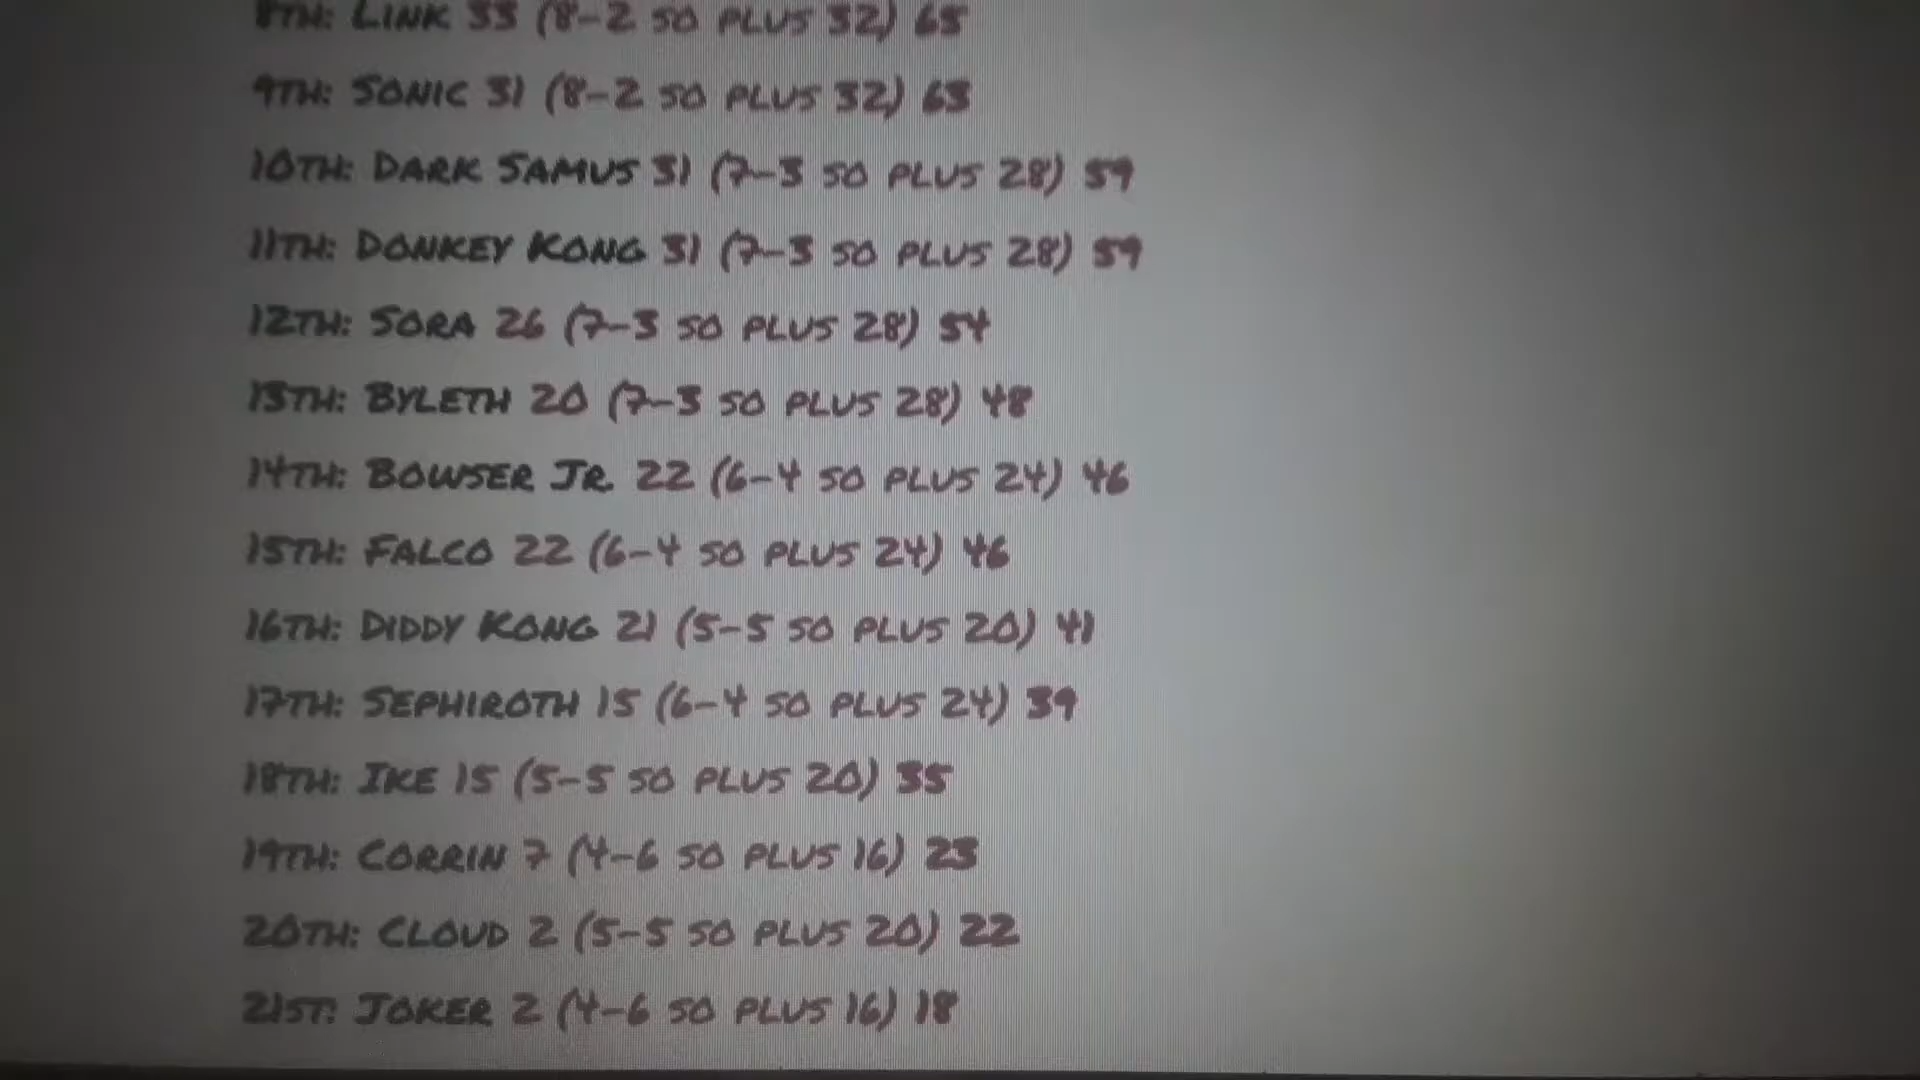 8TH: LINK 33 (8-2 SO PLUS 32) 65
9TH: SONIC 31 (8-2 SO PLUS 32) 63
10TH: DARK SAMUS 31 (7-3 SO PLUS 28) 59
11TH: DONKEY KONG 31 (7-3 SO PLUS 28) 59
12TH: SORA 26 (7-3 SO PLUS 28) 54
13TH: BYLETH 20 (7-3 SO PLUS 28) 48
14TH: BOWSER JR. 22 (6-4 SO PLUS 24) 46
15TH: FALCO 22 (6-4 SO PLUS 24) 46
16TH: DIDDY KONG 21 (5-5 SO PLUS 20) 41
17TH: SEPHIROTH 15 (6-4 SO PLUS 24) 39
18TH: IKE 15 (5-5 SO PLUS 20) 35
19TH: CORRIN 7 (4-6 SO PLUS 16) 23
20TH: CLOUD 2 (5-5 SO PLUS 20) 22
21ST: JOKER 2 (4-6 SO PLUS 16) 18